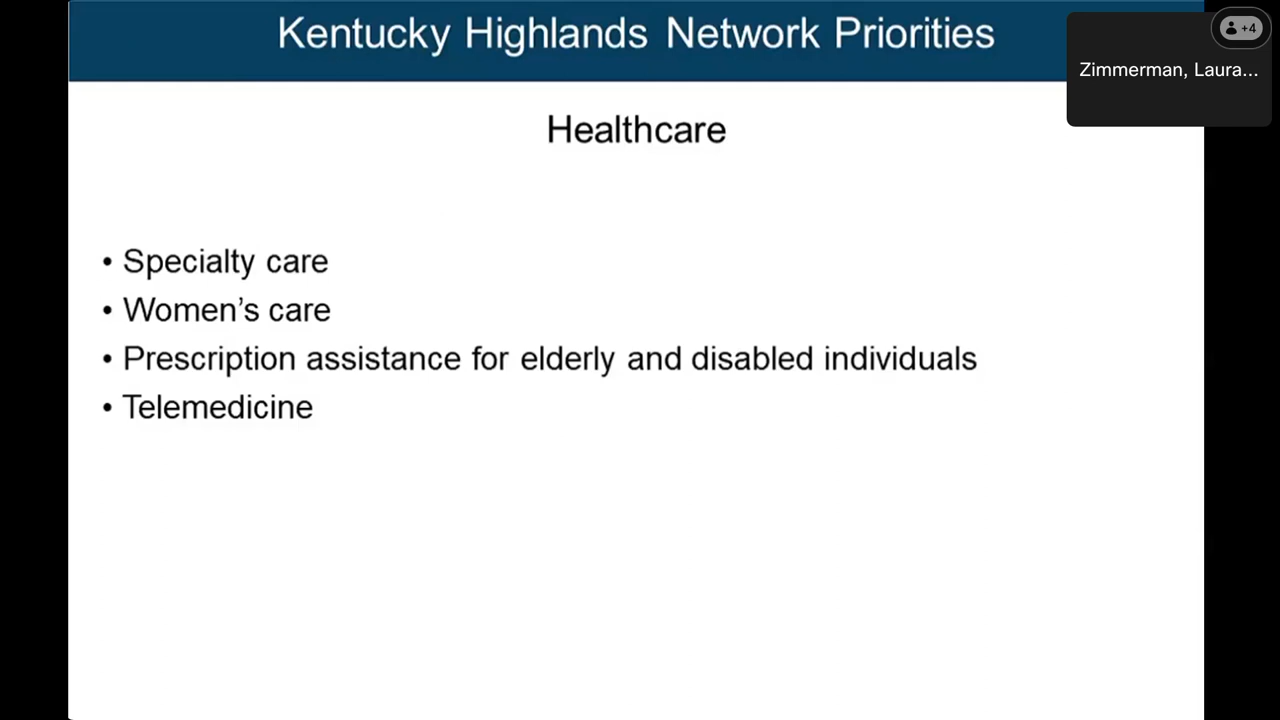 Kentucky Highlands Network Priorities
+4
Zimmerman, Laura...
Healthcare
• Specialty care
• Women’s care
• Prescription assistance for elderly and disabled individuals
• Telemedicine